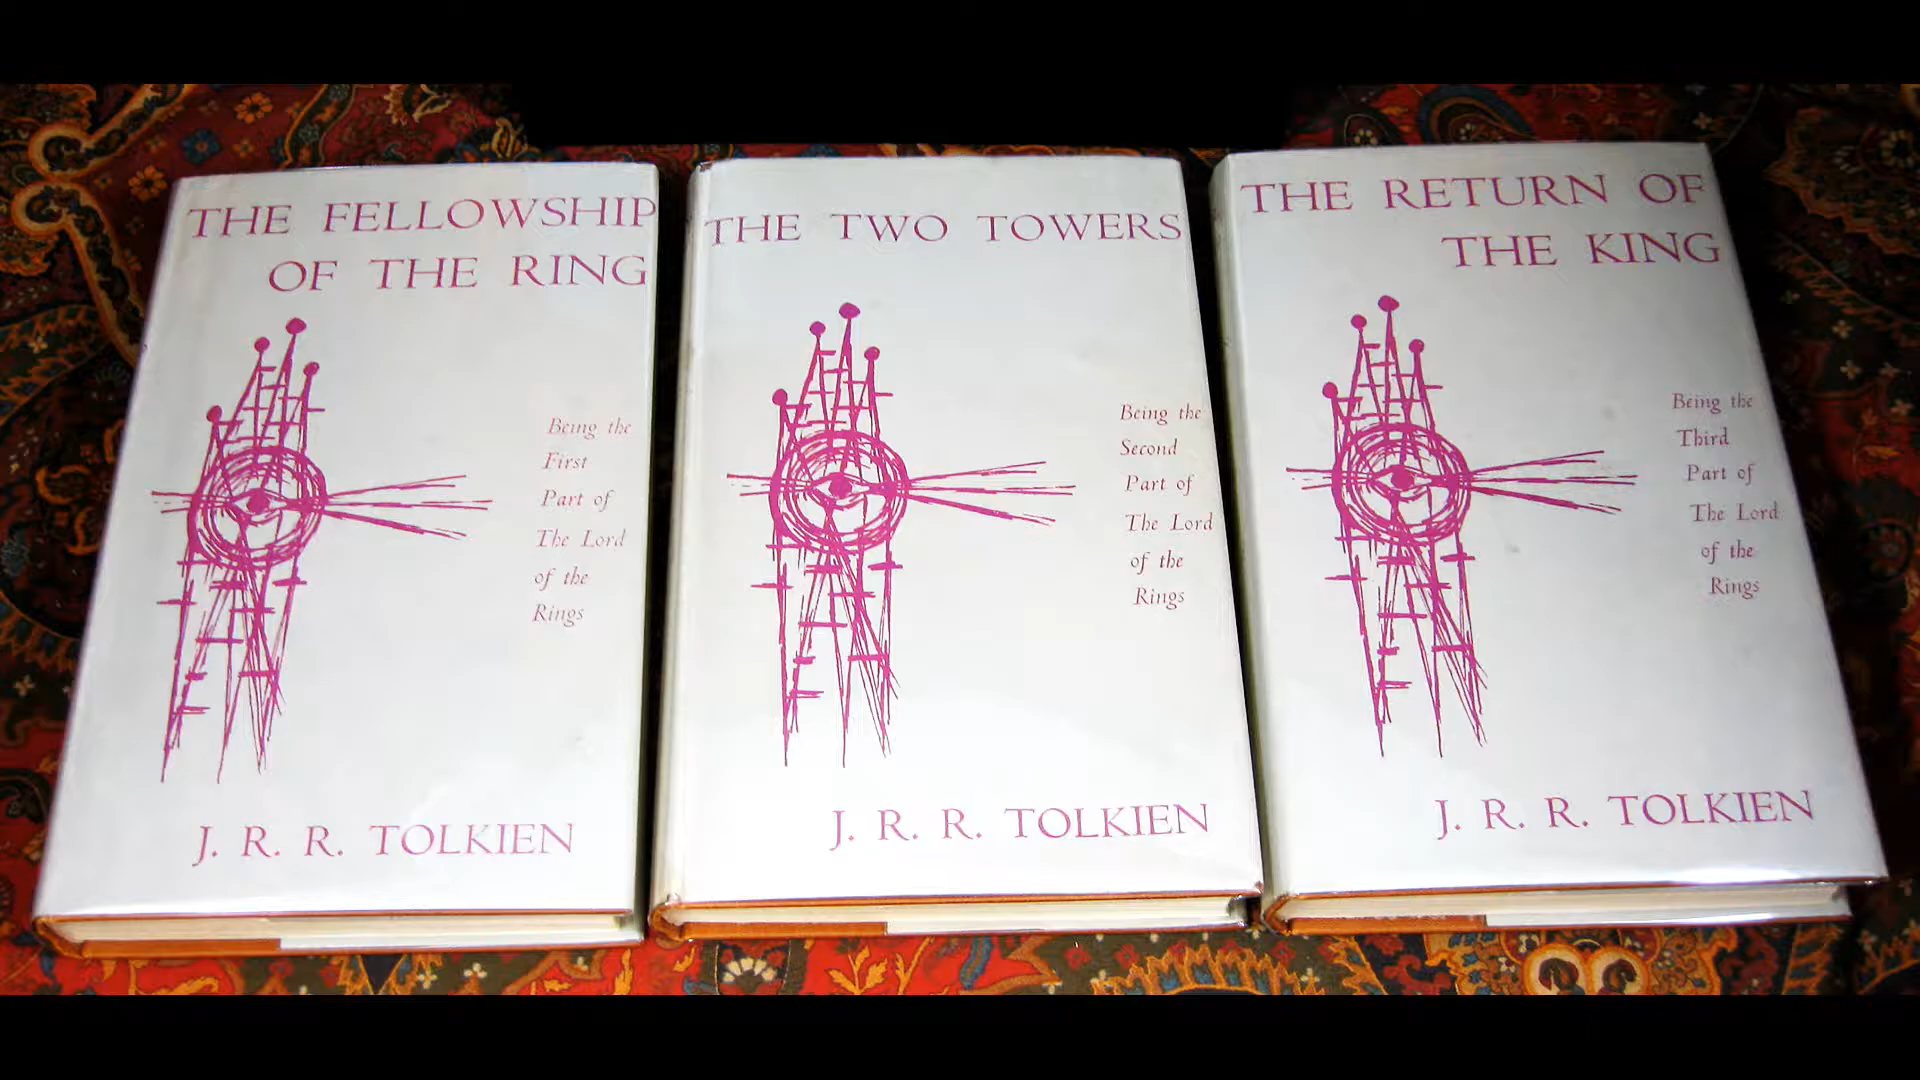 THE FELLOWSHIP
OF THE RING
Being the
First
Part of
The Lord
of the
Rings
J. R. R. TOLKIEN
THE TWO TOWERS
Being the
Second
Part of
The Lord
of the
Rings
J. R. R. TOLKIEN
THE RETURN OF
THE KING
Being the
Third
Part of
The Lord
of the
Rings
J. R. R. TOLKIEN